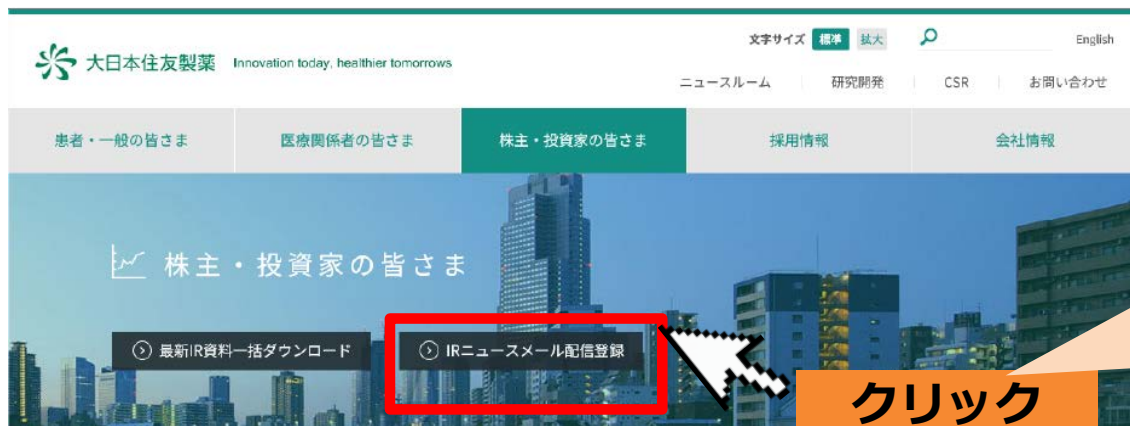 文字サイズ 標準 拡大 English
大日本住友製薬 Innovation today, healthier tomorrows
ニュースルーム 研究開発 CSR お問い合わせ
患者・一般の皆さま 医療関係者の皆さま 株主・投資家の皆さま 採用情報 会社情報
株主・投資家の皆さま
最新IR資料一括ダウンロード IRニュースメール配信登録
クリック